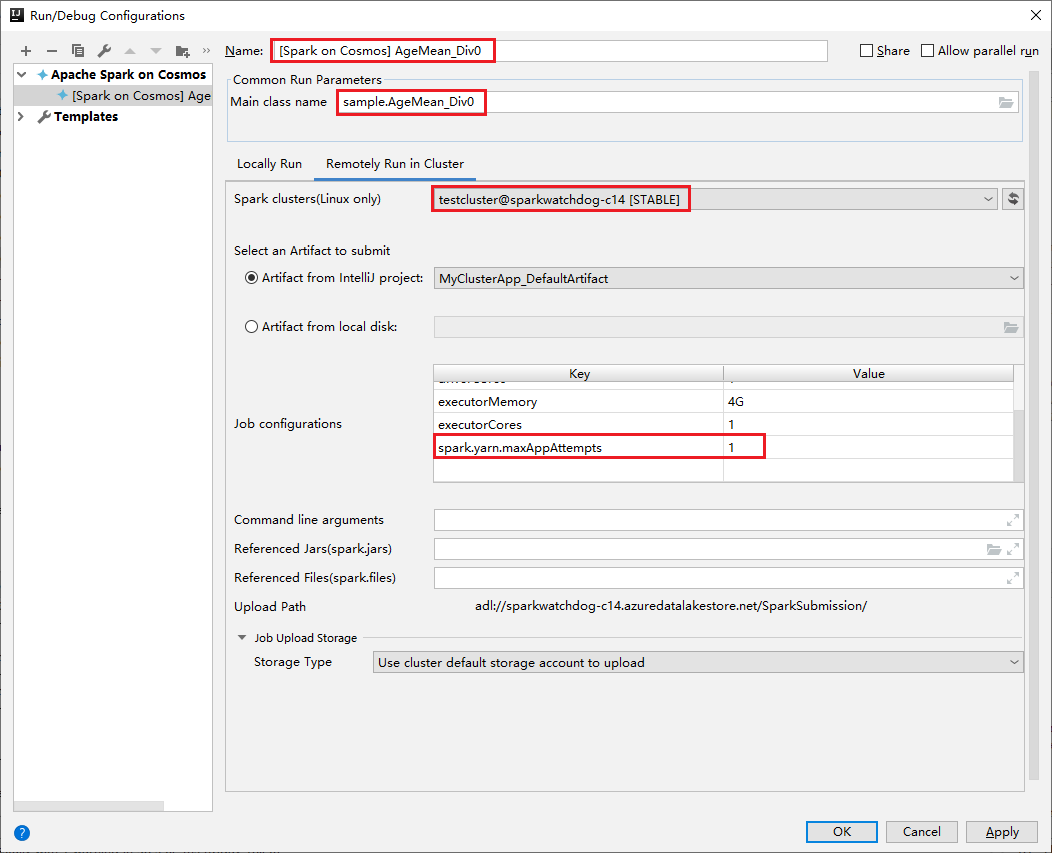 Run/Debug Configurations
Name: [Spark on Cosmos] AgeMean_Div0 Share Allow parallel run
Apache Spark on Cosmos
[Spark on Cosmos] Age
Templates
Common Run Parameters
Main class name sample.AgeMean_Div0
Locally Run Remotely Run in Cluster
Spark clusters(Linux only) testcluster@sparkwatchdog-c14 [STABLE]
Select an Artifact to submit
Artifact from IntelliJ project: MyClusterApp_DefaultArtifact
Artifact from local disk:
Key Value
executorMemory 4G
Job configurations
executorCores 1
spark.yarn.maxAppAttempts 1
Command line arguments
Referenced Jars(spark.jars)
Referenced Files(spark.files)
Upload Path adl://sparkwatchdog-c14.azuredatalakestore.net/SparkSubmission/
Job Upload Storage
Storage Type Use cluster default storage account to upload
? OK Cancel Apply